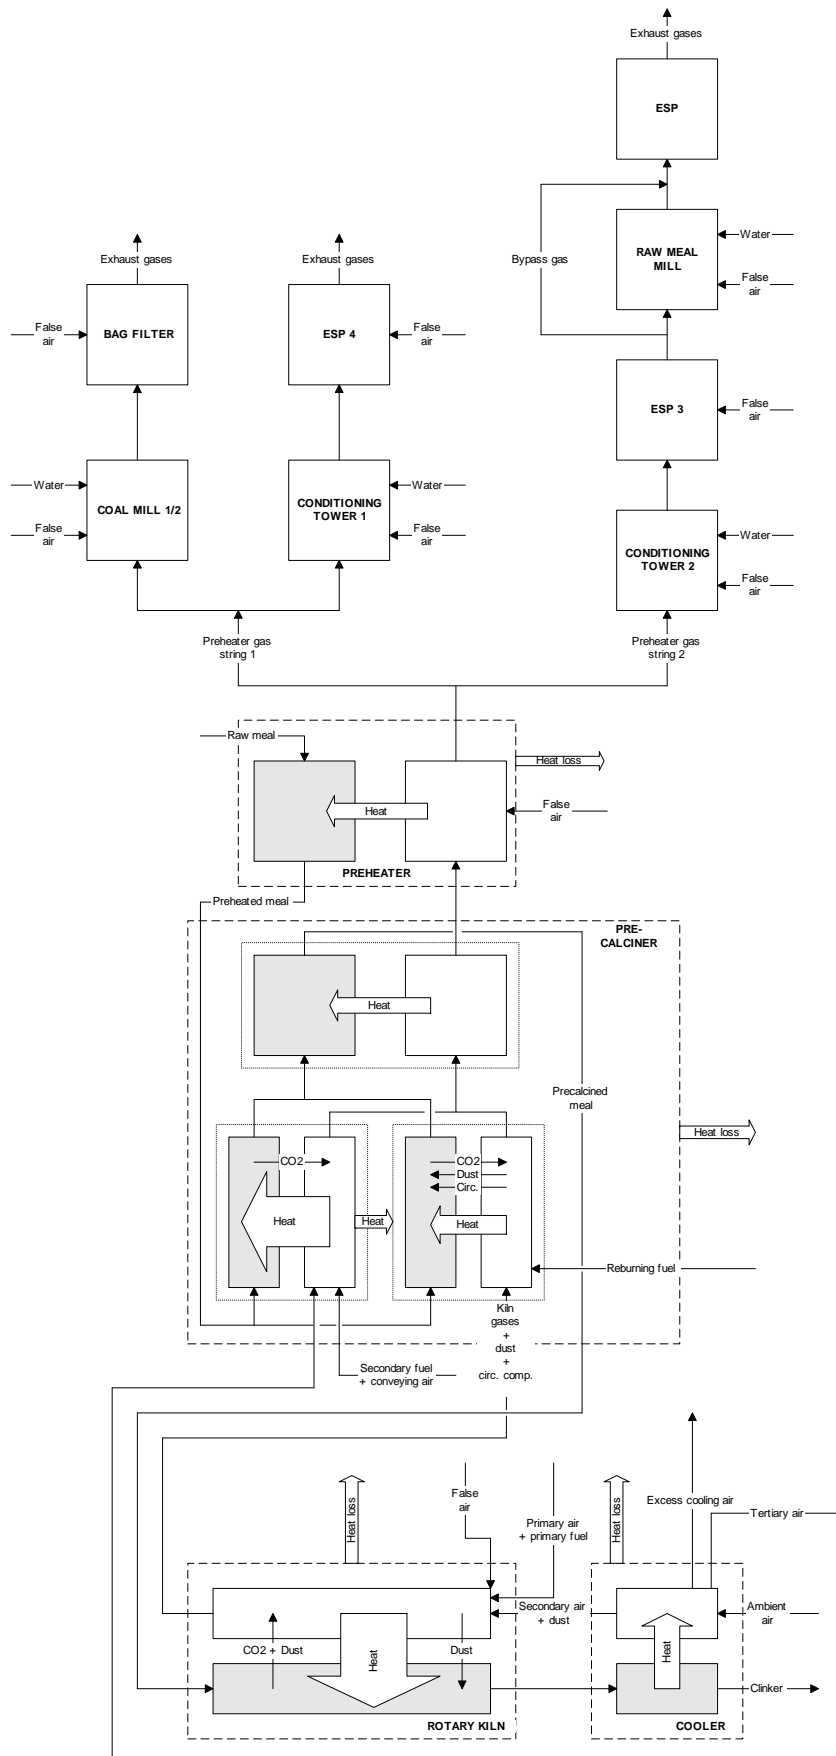 Exhaust gases
ESP
Water
RAW MEAL
MILL
Bypass gas
False
air
Exhaust gases
Exhaust gases
False
air
BAG FILTER
ESP 4
False
air
ESP 3
False
air
Water
COAL MILL 1/2
False
air
CONDITIONING
TOWER 1
Water
False
air
CONDITIONING
TOWER 2
Water
False
air
Preheater gas
string 1
Preheater gas
string 2
Raw meal
Heat loss
Heat
False
air
PREHEATER
Preheated meal
PRE-
CALCINER
Heat
Precalcined
meal
Heat loss
CO2
CO2
Dust
Circ.
Heat
Heat
Heat
Reburning fuel
Kiln
gases
+
dust
+
circ. comp.
Secondary fuel
+ conveying air
Heat loss
False
air
Primary air
+ primary fuel
Heat loss
Excess cooling air
Tertiary air
Secondary air
+ dust
Ambient
air
CO2 + Dust
Heat
Dust
Heat
Clinker
ROTARY KILN
COOLER